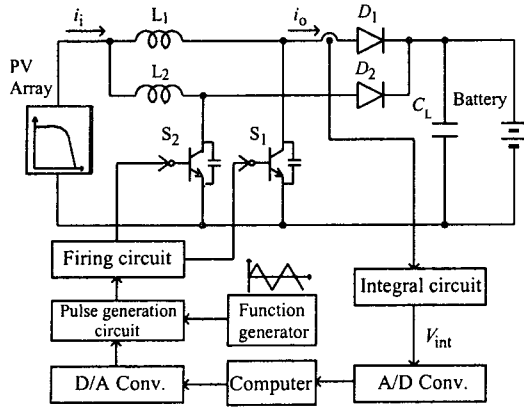 i_i
L_1
i_o
D_1
PV
Array
L_2
D_2
C_L
Battery
S_2
S_1
Firing circuit
Pulse generation
circuit
Function
generator
Integral circuit
V_int
D/A Conv.
Computer
A/D Conv.